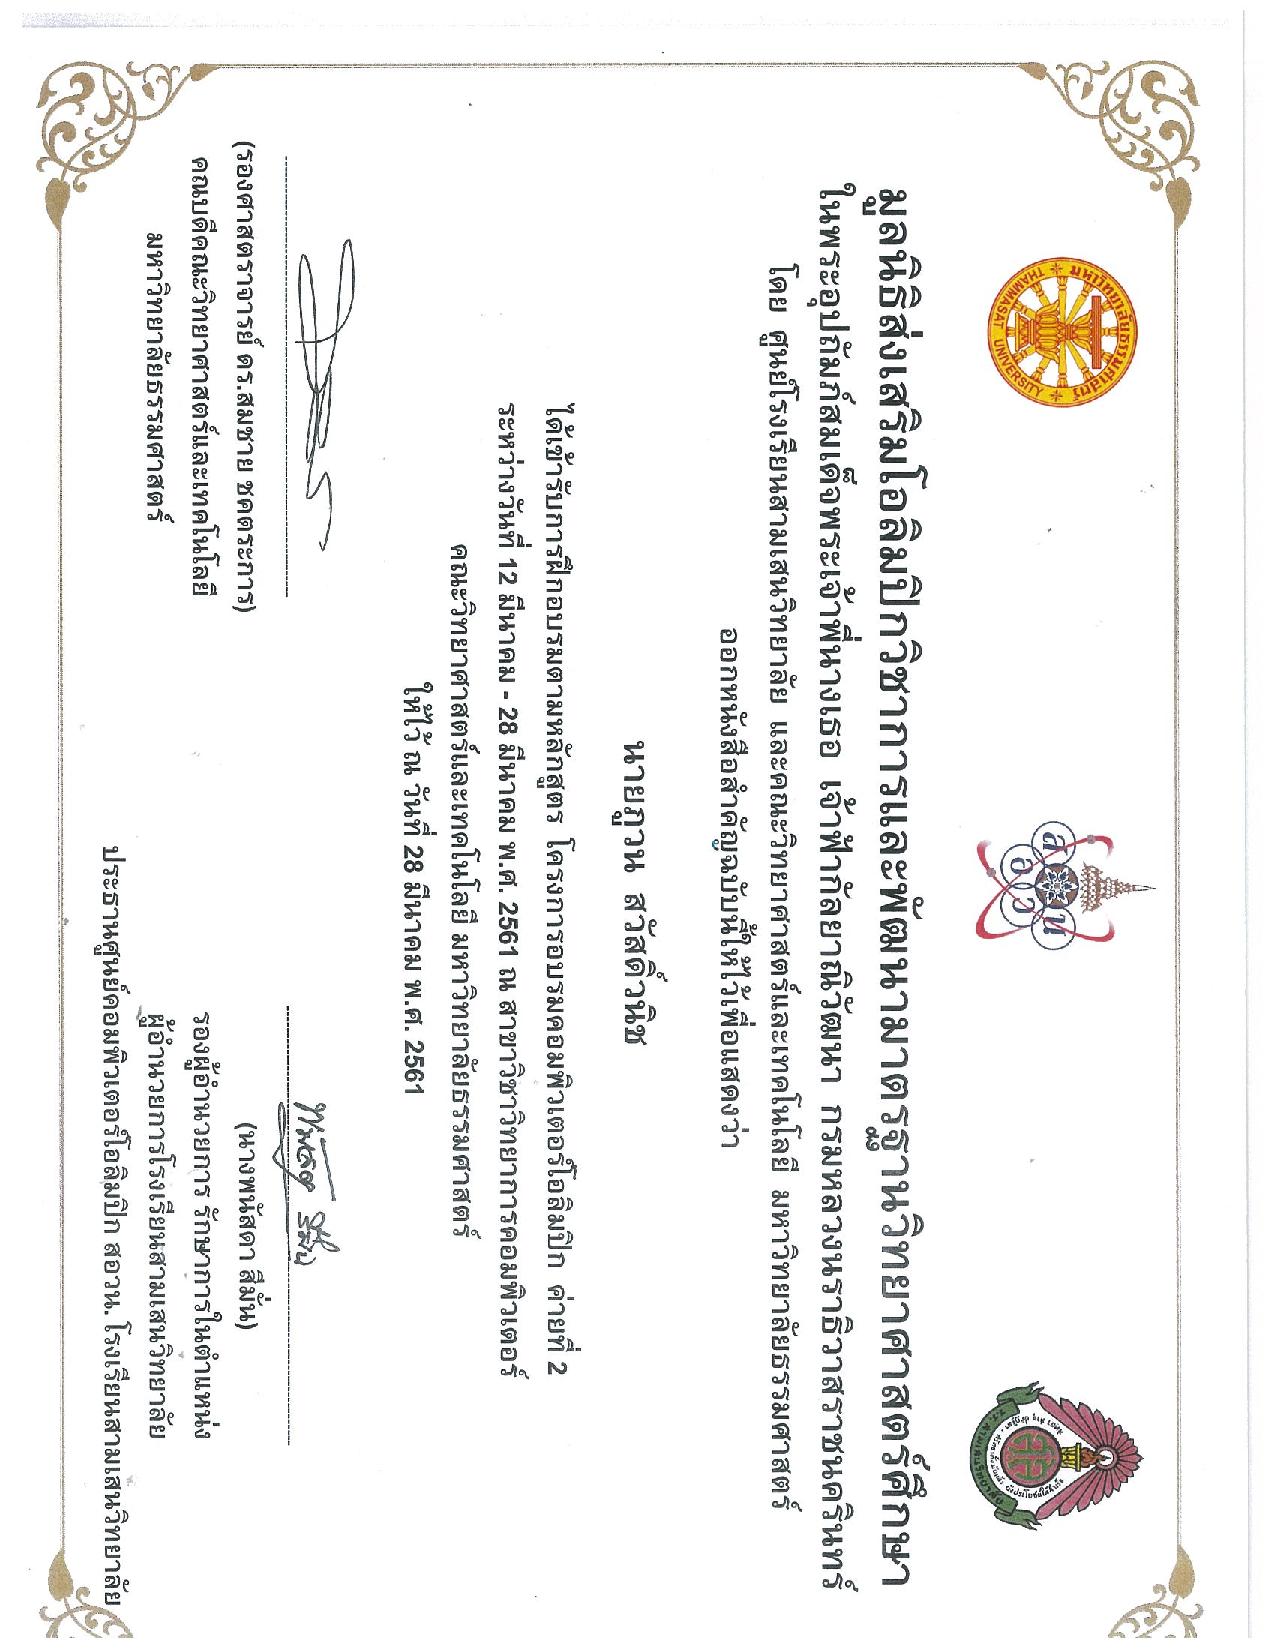 มหาวิทยาลัยธรรมศาสตร์
THAMMASAT UNIVERSITY
ส
น
อ
ว
ร.ร. สามเสนวิทยาลัย
มูลนิธิส่งเสริมโอลิมปิกวิชาการและพัฒนามาตรฐานวิทยาศาสตร์ศึกษา
ในพระอุปถัมภ์สมเด็จพระเจ้าพี่นางเธอ เจ้าฟ้ากัลยาณิวัฒนา กรมหลวงนราธิวาสราชนครินทร์
โดย ศูนย์โรงเรียนสามเสนวิทยาลัย และคณะวิทยาศาสตร์และเทคโนโลยี มหาวิทยาลัยธรรมศาสตร์
ออกหนังสือสำคัญฉบับนี้ให้ไว้เพื่อแสดงว่า
นายภูวน สวัสดิ์วนิช
ได้เข้ารับการฝึกอบรมตามหลักสูตร โครงการอบรมคอมพิวเตอร์โอลิมปิก ค่ายที่ 2
ระหว่างวันที่ 12 มีนาคม - 28 มีนาคม พ.ศ. 2561 ณ สาขาวิชาวิทยาการคอมพิวเตอร์
คณะวิทยาศาสตร์และเทคโนโลยี มหาวิทยาลัยธรรมศาสตร์
ให้ไว้ ณ วันที่ 28 มีนาคม พ.ศ. 2561
(รองศาสตราจารย์ ดร.สมชาย ชคตระการ)
คณบดีคณะวิทยาศาสตร์และเทคโนโลยี
มหาวิทยาลัยธรรมศาสตร์
พนัสดา สีมั่น
(นางพนัสดา สีมั่น)
รองผู้อำนวยการ รักษาการในตำแหน่ง
ผู้อำนวยการโรงเรียนสามเสนวิทยาลัย
ประธานศูนย์คอมพิวเตอร์โอลิมปิก สอวน. โรงเรียนสามเสนวิทยาลัย